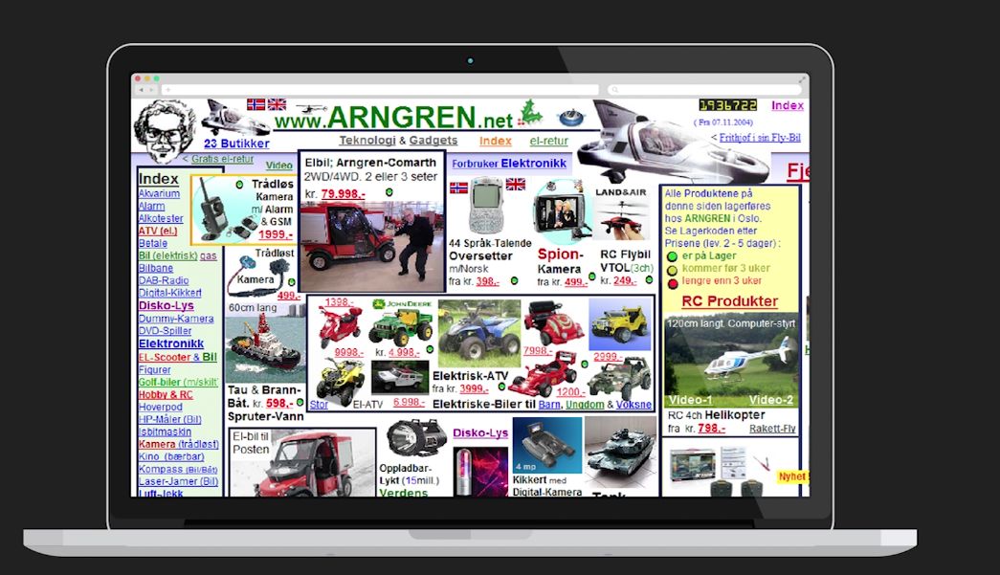 www.ARNGREN.net
1936722
Index
( Fra 07.11.2004)
< Frithjof i sin Fly-Bil
23 Butikker
Teknologi & Gadgets
Index
el-retur
< Gratis el-retur
Video
Index
Akvarium
Alarm
Alkotester
ATV (el.)
Betale
Bil (elektrisk) gas
Bilbane
DAB-Radio
Digital-Kikkert
Disko-Lys
Dummy-Kamera
DVD-Spiller
Elektronikk
EL-Scooter & Bil
Figurer
Golf-biler (m/skilt)
Hobby & RC
Hoverpod
HP-Måler (Bil)
Isbitmaskin
Kamera (trådløst)
Kino (bærbar)
Kompass (Bil/Båt)
Laser-Jamer (Bil)
Luft-Jekk
Trådløs
Kamera
m/ Alarm
& GSM
1999,-
Trådløst
Kamera
499,-
60cm lang
Tau & Brann-
Båt. kr. 598,-
Spruter-Vann
Elbil; Arngren-Comarth
2WD/4WD. 2 eller 3 seter
kr. 79.998,-
Forbruker Elektronikk
44 Språk-Talende
Oversetter
m/Norsk
fra kr. 398,-
Spion-
Kamera
fra kr. 499,-
LAND&AIR
RC Flybil
VTOL(3ch)
kr. 249,-
Fje
Alle Produktene på
denne siden lagerføres
hos ARNGREN i Oslo.
Se Lagerkoden etter
Prisene (lev. 2 - 5 dager) :
er på Lager
kommer før 3 uker
lengre enn 3 uker
RC Produkter
120cm langt. Computer-styrt
Video-1
Video-2
RC 4ch Helikopter
fra kr. 798,-
Rakett-Fly
Nyhet
1398,-
JOHN DEERE
9998,-
kr. 4.998,-
7998,-
2999,-
Elektrisk-ATV
fra kr. 3999,-
1200,-
Stor
El-ATV
6.998,-
Elektriske-Biler til Barn, Ungdom & Voksne
El-bil til
Posten
Oppladbar-
Lykt (15mill.)
Verdens
Disko-Lys
4 mp
Kikkert med
Digital-Kamera
Tank